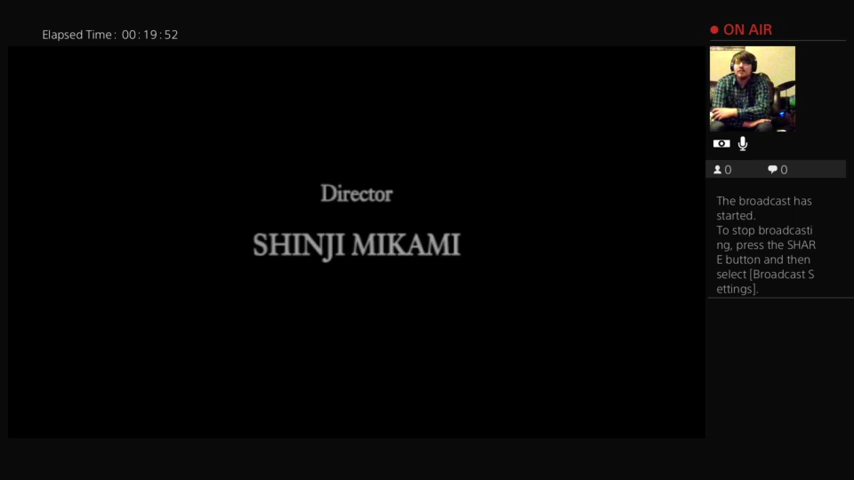 Elapsed Time: 00:19:52
ON AIR
0 0
Director
SHINJI MIKAMI
The broadcast has
started.
To stop broadcasti
ng, press the SHAR
E button and then
select [Broadcast S
ettings].